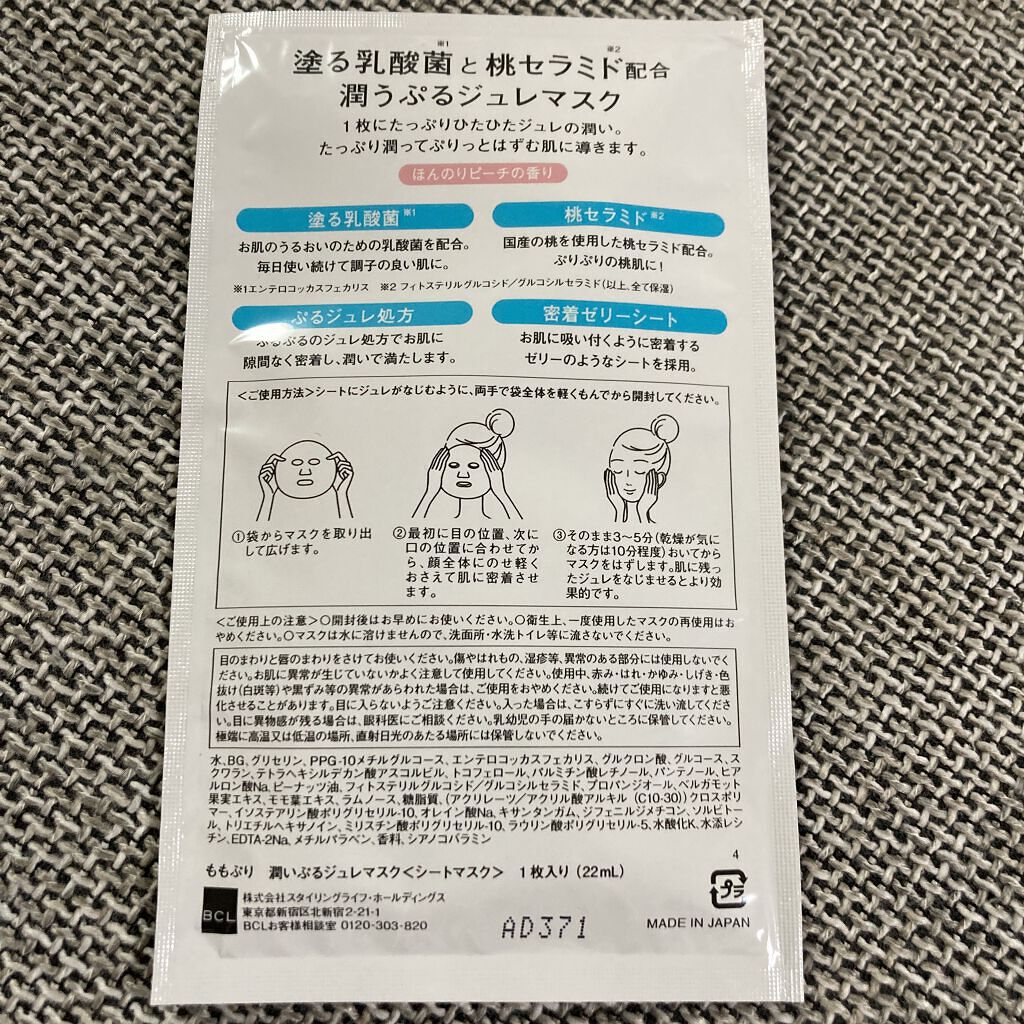 塗る乳酸菌※1と桃セラミド※2配合
潤うぷるジュレマスク
1枚にたっぷりひたひたジュレの潤い。
たっぷり潤ってぷりっとはずむ肌に導きます。
ほんのりピーチの香り
塗る乳酸菌※1
お肌のうるおいのための乳酸菌を配合。
毎日使い続けて調子の良い肌に。
桃セラミド※2
国産の桃を使用した桃セラミド配合。
ぷりぷりの桃肌に!
※1エンテロコッカスフェカリス ※2 フィトステリルグルコシド/グルコシルセラミド(以上、全て保湿)
ぷるジュレ処方
ぷるぷるのジュレ処方でお肌に
隙間なく密着し、潤いで満たします。
密着ゼリーシート
お肌に吸い付くように密着する
ゼリーのようなシートを採用。
<ご使用方法>シートにジュレがなじむように、両手で袋全体を軽くもんでから開封してください。
①袋からマスクを取り出
して広げます。
②最初に目の位置、次に
口の位置に合わせてか
ら、顔全体にのせ軽く
おさえて肌に密着させ
ます。
③そのまま3〜5分(乾燥が気に
なる方は10分程度)おいてから
マスクをはずします。肌に残っ
たジュレをなじませるとより効
果的です。
<ご使用上の注意>○開封後はお早めにお使いください。○衛生上、一度使用したマスクの再使用はお
やめください。○マスクは水に溶けませんので、洗面所・水洗トイレ等に流さないでください。
目のまわりと唇のまわりをさけてお使いください。傷やはれもの、湿疹等、異常のある部分には使用しないでく
ださい。お肌に異常が生じていないかよく注意して使用してください。使用中、赤み・はれ・かゆみ・しげき・色
抜け(白斑等)や黒ずみ等の異常があらわれた場合は、ご使用をおやめください。続けてご使用になりますと悪
化させることがあります。目に入らないようご注意ください。入った場合は、こすらずにすぐに洗い流してくださ
い。目に異物感が残る場合は、眼科医にご相談ください。乳幼児の手の届かないところに保管してください。
極端に高温又は低温の場所、直射日光のあたる場所には保管しないでください。
水、BG、グリセリン、PPG-10メチルグルコース、エンテロコッカスフェカリス、グルクロン酸、グルコース、ス
クワラン、テトラヘキシルデカン酸アスコルビル、トコフェロール、パルミチン酸レチノール、パンテノール、ヒア
ルロン酸Na、ピーナッツ油、フィトステリルグルコシド/グルコシルセラミド、プロパンジオール、ベルガモット
果実エキス、モモ葉エキス、ラムノース、糖脂質、(アクリレーツ/アクリル酸アルキル(C10-30))クロスポリ
マー、イソステアリン酸ポリグリセリル-10、オレイン酸Na、キサンタンガム、ジフェニルジメチコン、ソルビトー
ル、トリエチルヘキサノイン、ミリスチン酸ポリグリセリル-10、ラウリン酸ポリグリセリル-5、水酸化K、水添レシ
チン、EDTA-2Na、メチルパラベン、香料、シアノコバラミン
4
ももぷり 潤いぷるジュレマスク<シートマスク> 1枚入り(22mL)
BCL
株式会社スタイリングライフ・ホールディングス
東京都新宿区北新宿2-21-1
BCLお客様相談室 0120-303-820
AD371
プラ
MADE IN JAPAN